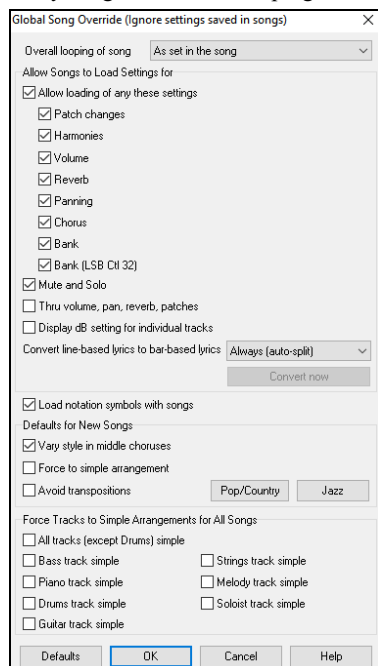 Global Song Override (Ignore settings saved in songs)
Overall looping of song As set in the song
Allow Songs to Load Settings for
Allow loading of any these settings
Patch changes
Harmonies
Volume
Reverb
Panning
Chorus
Bank
Bank (LSB Ctl 32)
Mute and Solo
Thru volume, pan, reverb, patches
Display dB setting for individual tracks
Convert line-based lyrics to bar-based lyrics Always (auto-split)
Convert now
Load notation symbols with songs
Defaults for New Songs
Vary style in middle choruses
Force to simple arrangement
Avoid transpositions Pop/Country Jazz
Force Tracks to Simple Arrangements for All Songs
All tracks (except Drums) simple
Bass track simple Strings track simple
Piano track simple Melody track simple
Drums track simple Soloist track simple
Guitar track simple
Defaults OK Cancel Help